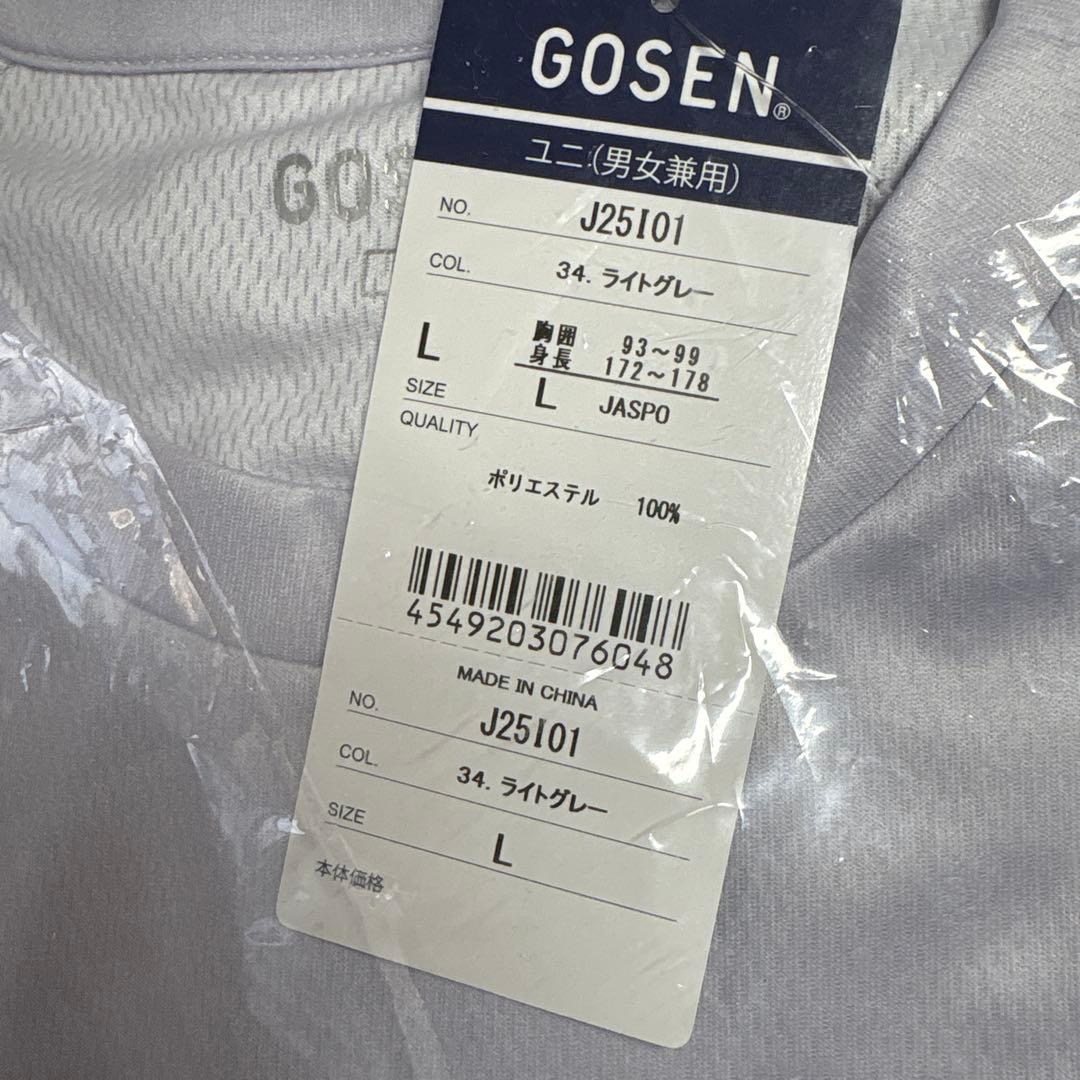 GOSEN®
ユニ(男女兼用)
GOS
NO. J25I01
COL. 34. ライトグレー
胸囲 93～99
L 身長 172～178
SIZE L JASPO
QUALITY
ポリエステル 100%
4549203076048
MADE IN CHINA
NO. J25I01
COL. 34. ライトグレー
SIZE L
本体価格